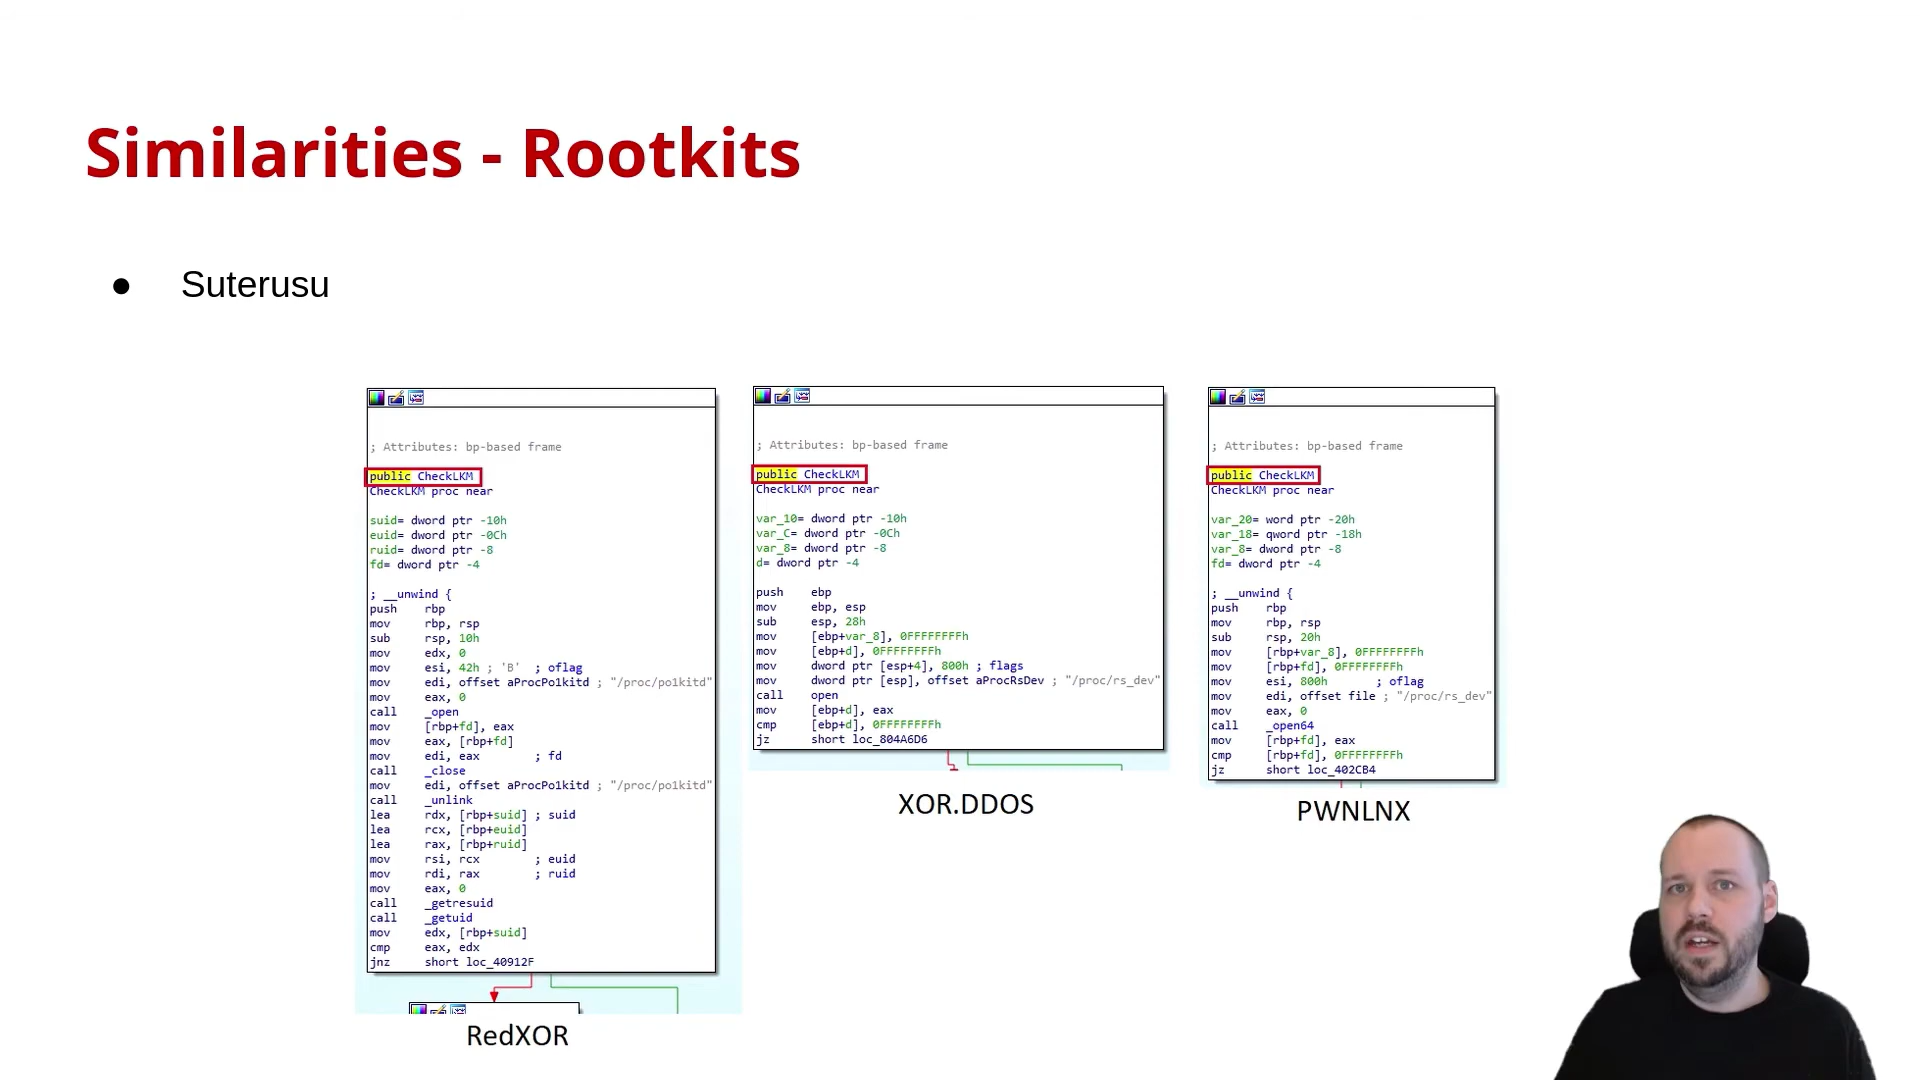 Similarities - Rootkits
● Suterusu
; Attributes: bp-based frame
public CheckLKM
CheckLKM proc near
suid= dword ptr -10h
euid= dword ptr -0Ch
ruid= dword ptr -8
fd= dword ptr -4
; __unwind {
push rbp
mov rbp, rsp
sub rsp, 10h
mov edx, 0
mov esi, 42h ; 'B' ; oflag
mov edi, offset aProcPo1kitd ; "/proc/po1kitd"
mov eax, 0
call _open
mov [rbp+fd], eax
mov eax, [rbp+fd]
mov edi, eax ; fd
call _close
mov edi, offset aProcPo1kitd ; "/proc/po1kitd"
call _unlink
lea rdx, [rbp+suid] ; suid
lea rcx, [rbp+euid]
lea rax, [rbp+ruid]
mov rsi, rcx ; euid
mov rdi, rax ; ruid
mov eax, 0
call _getresuid
call _getuid
mov edx, [rbp+suid]
cmp eax, edx
jnz short loc_40912F
RedXOR
; Attributes: bp-based frame
public CheckLKM
CheckLKM proc near
var_10= dword ptr -10h
var_C= dword ptr -0Ch
var_8= dword ptr -8
d= dword ptr -4
push ebp
mov ebp, esp
sub esp, 28h
mov [ebp+var_8], 0FFFFFFFFh
mov [ebp+d], 0FFFFFFFFh
mov dword ptr [esp+4], 800h ; flags
mov dword ptr [esp], offset aProcRsDev ; "/proc/rs_dev"
call open
mov [ebp+d], eax
cmp [ebp+d], 0FFFFFFFFh
jz short loc_804A6D6
XOR.DDOS
; Attributes: bp-based frame
public CheckLKM
CheckLKM proc near
var_20= word ptr -20h
var_18= qword ptr -18h
var_8= dword ptr -8
fd= dword ptr -4
; __unwind {
push rbp
mov rbp, rsp
sub rsp, 20h
mov [rbp+var_8], 0FFFFFFFFh
mov [rbp+fd], 0FFFFFFFFh
mov esi, 800h ; oflag
mov edi, offset file ; "/proc/rs_dev"
mov eax, 0
call _open64
mov [rbp+fd], eax
cmp [rbp+fd], 0FFFFFFFFh
jz short loc_402CB4
PWNLNX